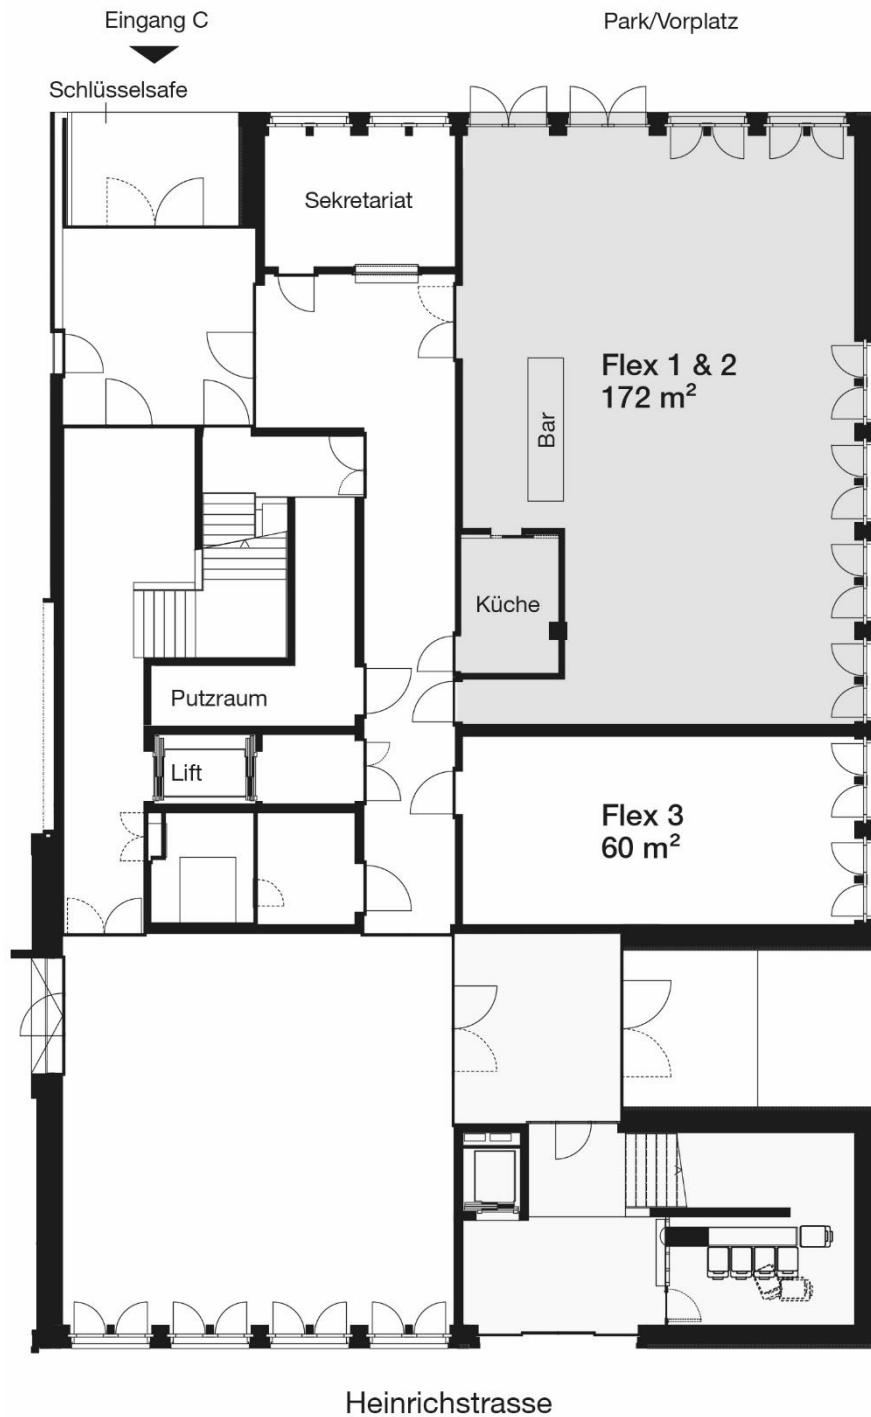 Eingang C
Park/Vorplatz
Schlüsselsafe
Sekretariat
Flex 1 & 2
172 m²
Bar
Küche
Putzraum
Lift
Flex 3
60 m²
Heinrichstrasse